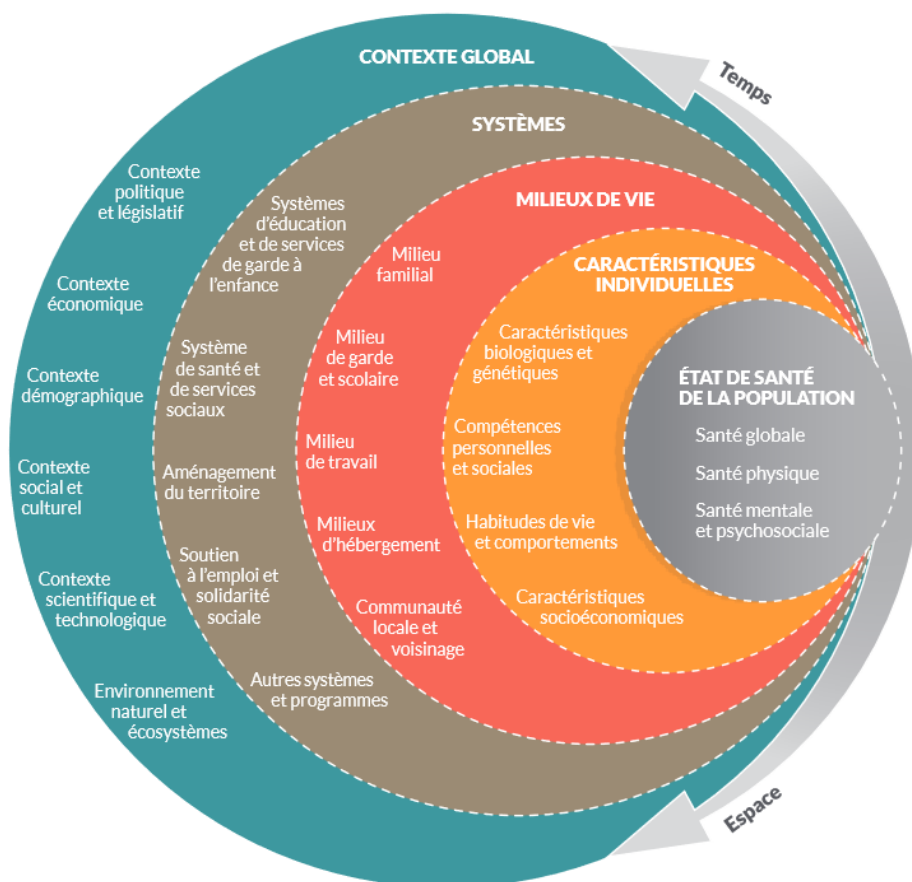 CONTEXTE GLOBAL
Contexte
politique
et législatif
Contexte
économique
Contexte
démographique
Contexte
social et
culturel
Contexte
scientifique et
technologique
Environnement
naturel et
écosystèmes
SYSTÈMES
Systèmes
d'éducation
et de services
de garde à
l'enfance
Système
de santé et
de services
sociaux
Aménagement
du territoire
Soutien
à l'emploi et
solidarité
sociale
Autres systèmes
et programmes
MILIEUX DE VIE
Milieu
familial
Milieu
de garde
et scolaire
Milieu
de travail
Milieux
d'hébergement
Communauté
locale et
voisinage
CARACTÉRISTIQUES
INDIVIDUELLES
Caractéristiques
biologiques et
génétiques
Compétences
personnelles
et sociales
Habitudes de vie
et comportements
Caractéristiques
socioéconomiques
ÉTAT DE SANTÉ
DE LA POPULATION
Santé globale
Santé physique
Santé mentale
et psychosociale
Temps
Espace